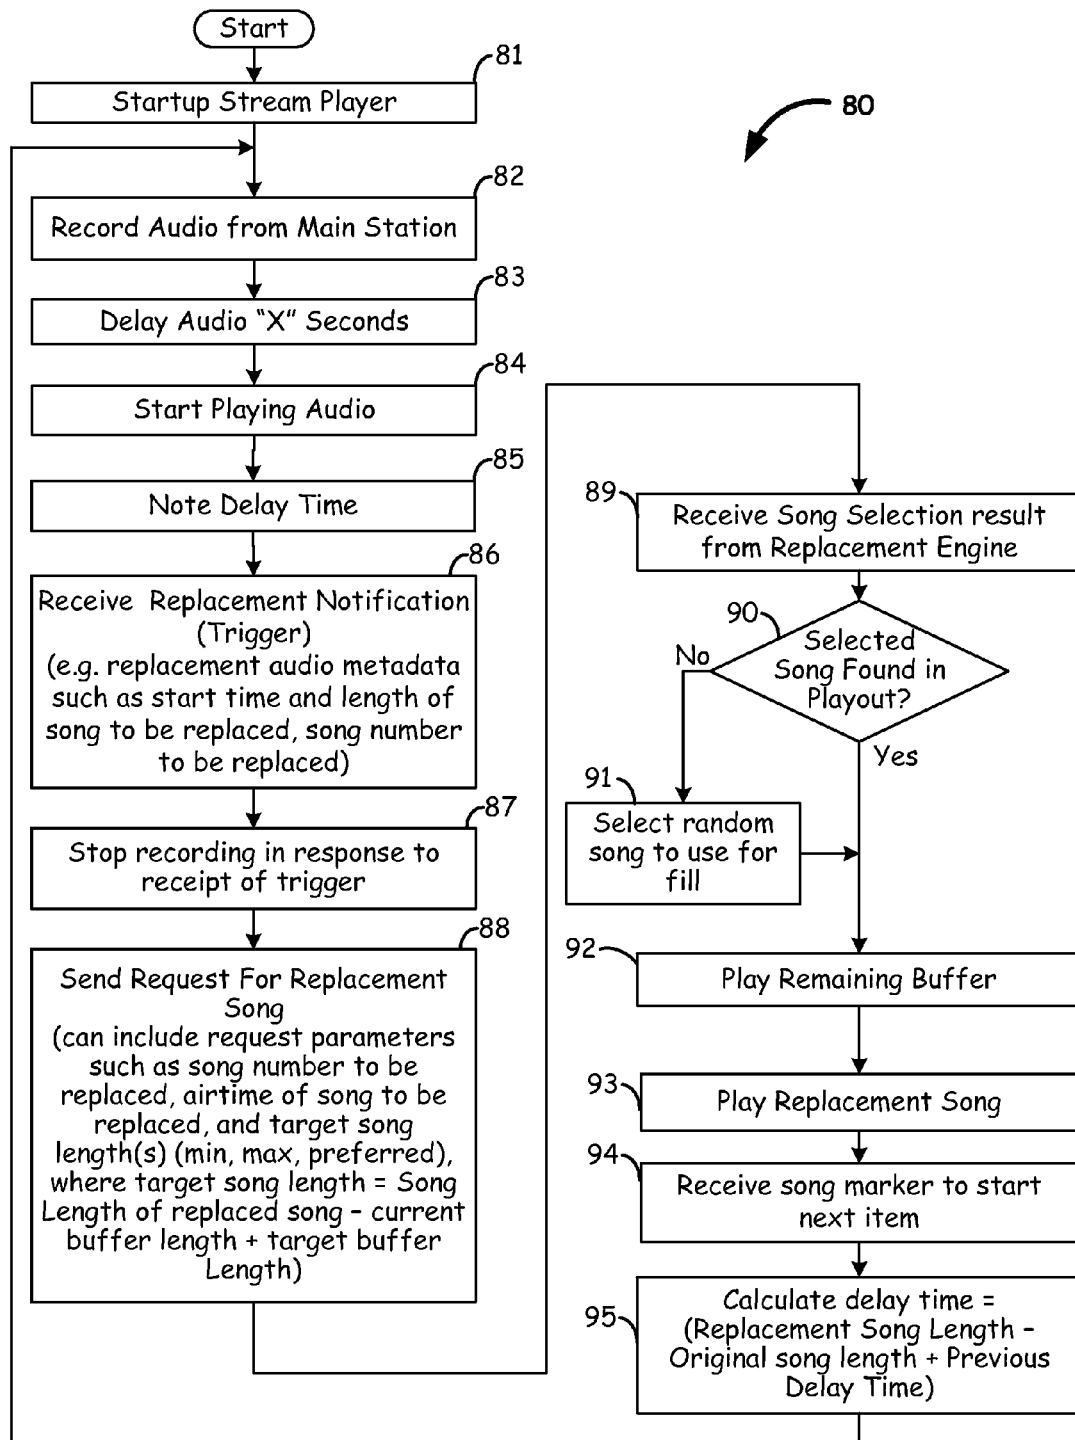 Start
81
Startup Stream Player
80
82
Record Audio from Main Station
83
Delay Audio "X" Seconds
84
Start Playing Audio
85
Note Delay Time
86
Receive Replacement Notification
(Trigger)
(e.g. replacement audio metadata
such as start time and length of
song to be replaced, song number
to be replaced)
87
Stop recording in response to
receipt of trigger
88
Send Request For Replacement
Song
(can include request parameters
such as song number to be
replaced, airtime of song to be
replaced, and target song
length(s) (min, max, preferred),
where target song length = Song
Length of replaced song – current
buffer length + target buffer
Length)
89
Receive Song Selection result
from Replacement Engine
90
Selected
Song Found in
Playout?
No
Yes
91
Select random
song to use for
fill
92
Play Remaining Buffer
93
Play Replacement Song
94
Receive song marker to start
next item
95
Calculate delay time =
(Replacement Song Length –
Original song length + Previous
Delay Time)